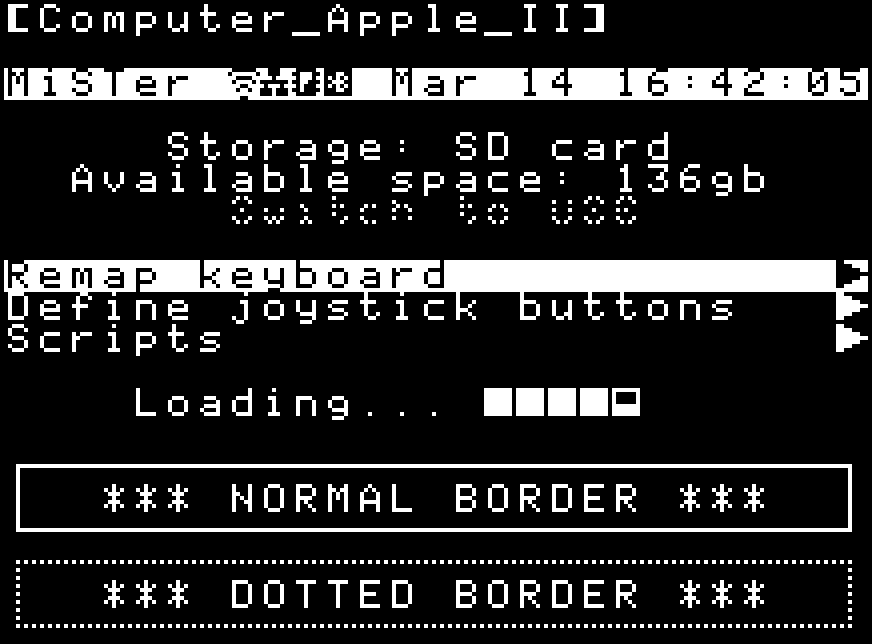 [Computer_Apple_II]
MiSTer Mar 14 16:42:05
Storage: SD card
Available space: 136gb
Switch to USB
Remap keyboard
Define joystick buttons
Scripts
Loading...
*** NORMAL BORDER ***
*** DOTTED BORDER ***